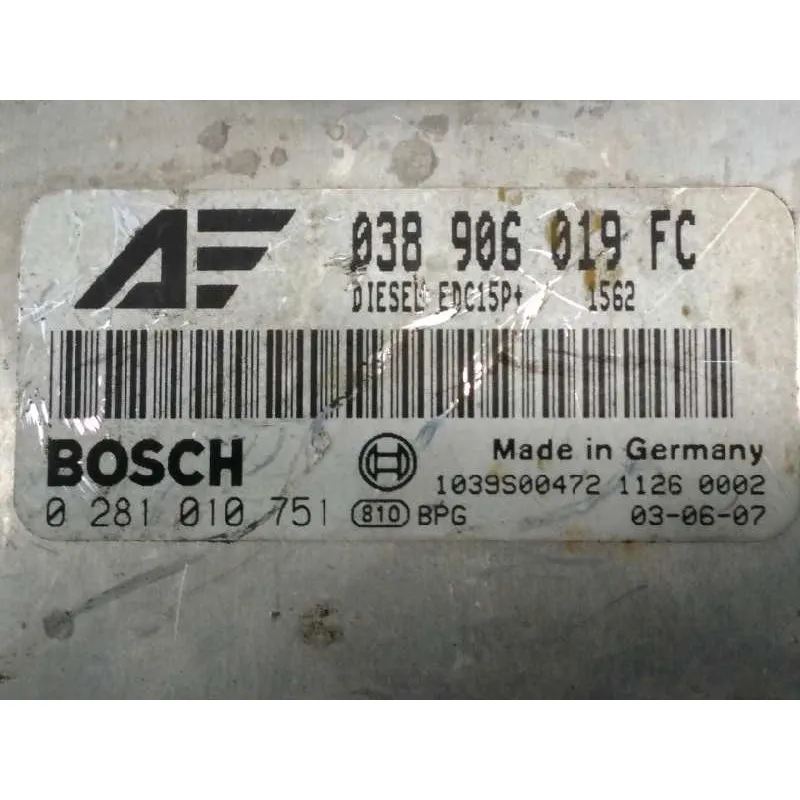 AF 038 906 019 FC
DIESEL EDC15P+ 1562
BOSCH Made in Germany
1039S00472 1126 0002
0 281 010 751 810 BPG 03-06-07